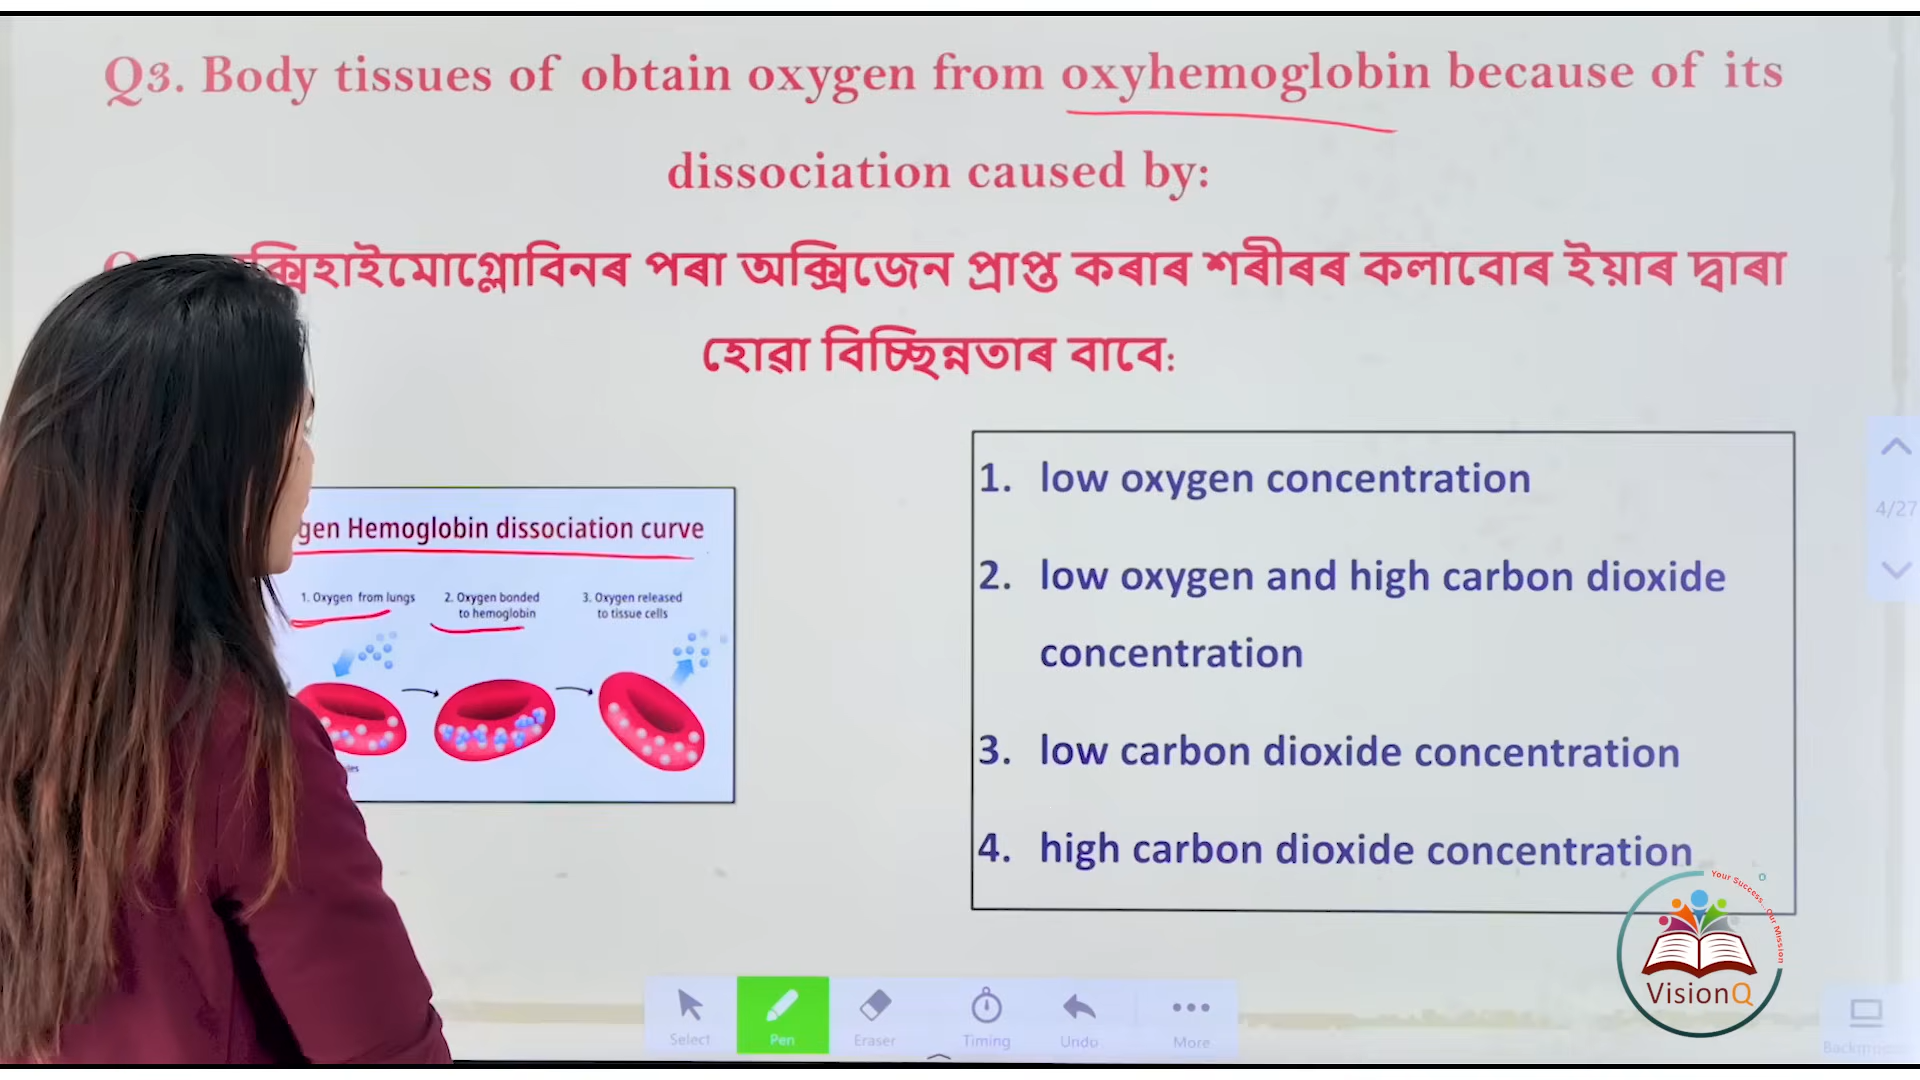 Q3. Body tissues of obtain oxygen from oxyhemoglobin because of its
dissociation caused by:
পৰা অক্সিজেন প্ৰাপ্ত কৰাৰ শৰীৰৰ কলাবোৰ ইয়াৰ দ্বাৰা
হোৱা বিচ্ছিন্নতাৰ বাবে:
Hemoglobin dissociation curve
1. Oxygen from lungs
2. Oxygen bonded
to hemoglobin
3. Oxygen released
to tissue cells
1. low oxygen concentration
2. low oxygen and high carbon dioxide
concentration
3. low carbon dioxide concentration
4. high carbon dioxide concentration
4/27
Your Success... Our Mission
VisionQ
Select
Pen
Eraser
Timing
Undo
More